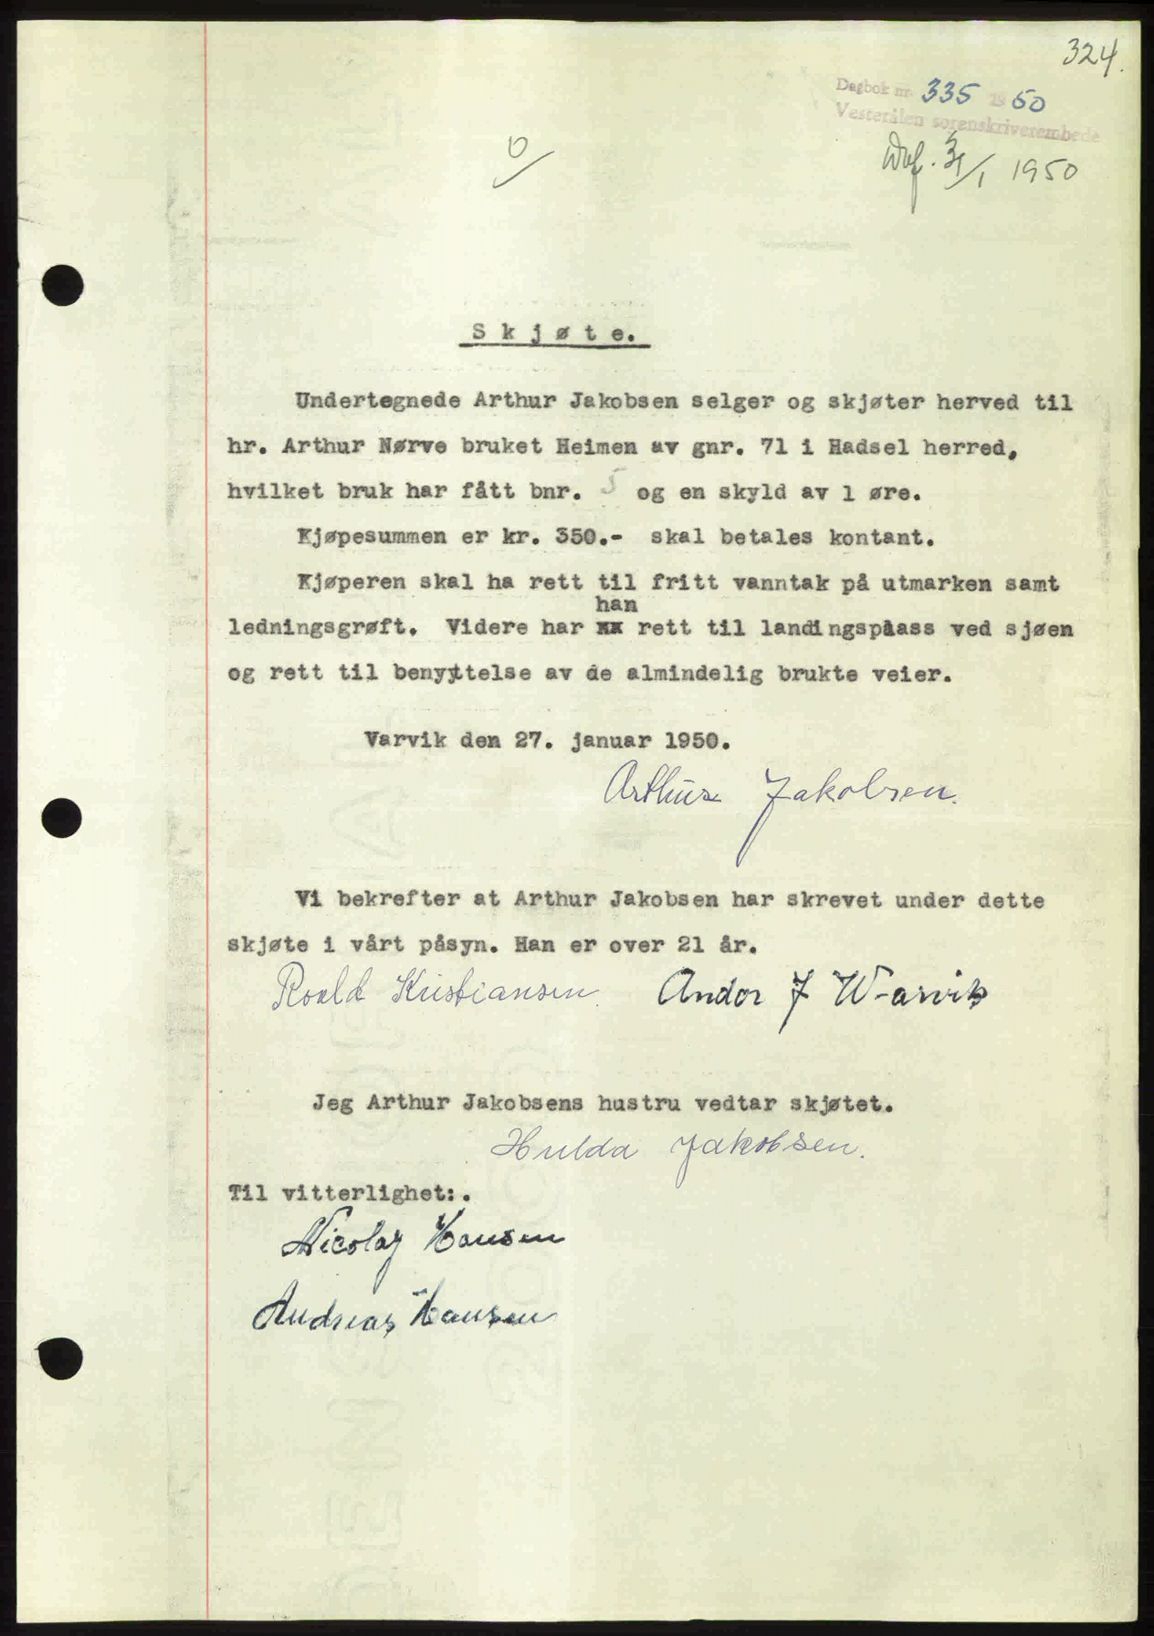 324.
Dagbok nr. 335 1950
Vesterålen sorenskriverembede
0/
31/1 1950
Skjøte.
Undertegnede Arthur Jakobsen selger og skjøter herved til
hr. Arthur Nørve bruket Heimen av gnr. 71 i Hadsel herred,
hvilket bruk har fått bnr. 5 og en skyld av 1 øre.
Kjøpesummen er kr. 350.- skal betales kontant.
Kjøperen skal ha rett til fritt vanntak på utmarken samt
han
ledningsgrøft. Videre har xx rett til landingsplass ved sjøen
og rett til benyttelse av de almindelig brukte veier.
Varvik den 27. januar 1950.
Arthur Jakobsen.
Vi bekrefter at Arthur Jakobsen har skrevet under dette
skjøte i vårt påsyn. Han er over 21 år.
Roald Kristiansen. Andor J Warvik
Jeg Arthur Jakobsens hustru vedtar skjøtet.
Hulda Jakobsen.
Til vitterlighet:.
Nicolay Hansen
Andreas Hansen